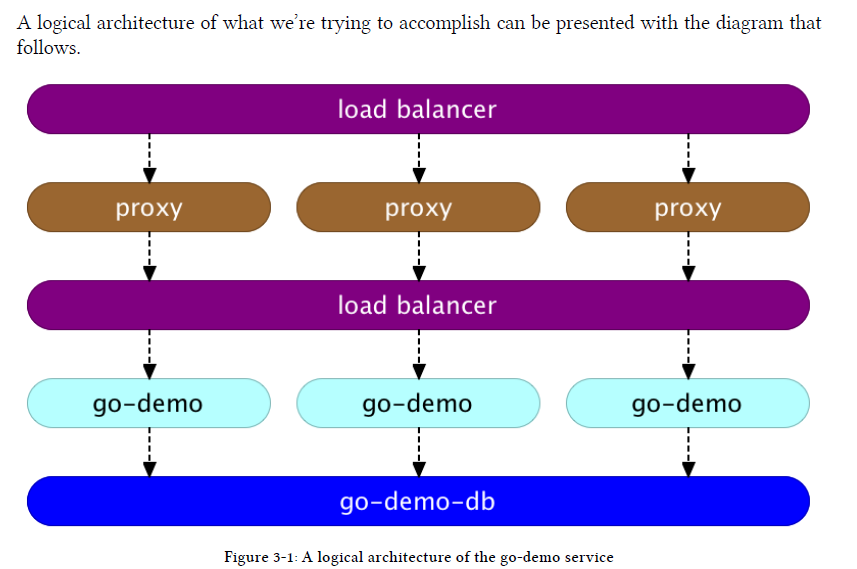 A logical architecture of what we’re trying to accomplish can be presented with the diagram that
follows.
load balancer
proxy proxy proxy
load balancer
go-demo go-demo go-demo
go-demo-db
Figure 3-1: A logical architecture of the go-demo service